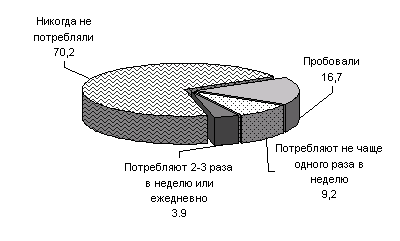 Никогда не
потребляли
70,2
Пробовали
16,7
Потребляют не чаще
одного раза в
неделю
9,2
Потребляют 2-3 раза
в неделю или
ежедневно
3.9